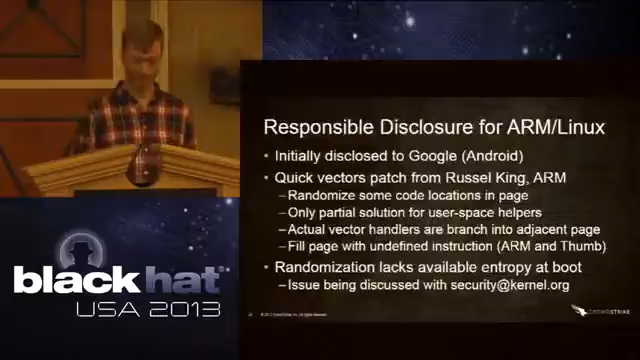 Responsible Disclosure for ARM/Linux
• Initially disclosed to Google (Android)
• Quick vectors patch from Russel King, ARM
–Randomize some code locations in page
–Only partial solution for user-space helpers
–Actual vector handlers are branch into adjacent page
–Fill page with undefined instruction (ARM and Thumb)
• Randomization lacks available entropy at boot
–Issue being discussed with security@kernel.org
CROWDSTRIKE
black hat®
USA 2013